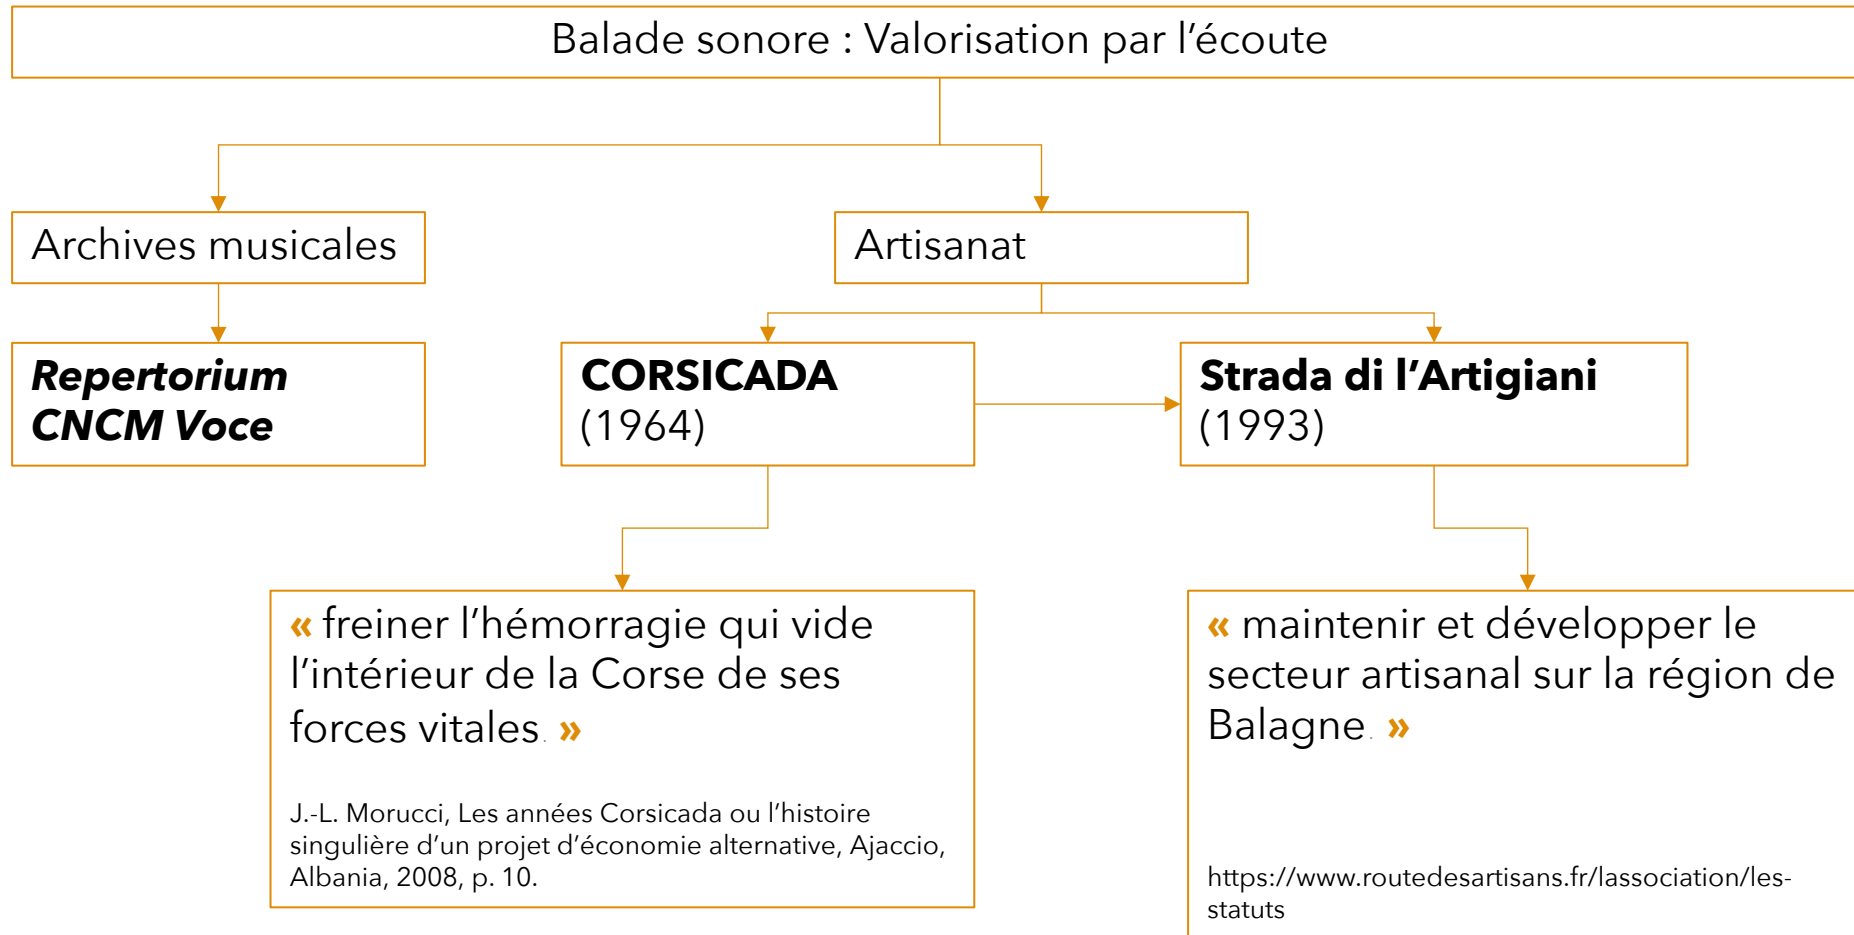 Balade sonore : Valorisation par l’écoute
Archives musicales
Artisanat
Repertorium
CNCM Voce
CORSICADA
(1964)
Strada di l’Artigiani
(1993)
« freiner l’hémorragie qui vide
l’intérieur de la Corse de ses
forces vitales. »
J.-L. Morucci, Les années Corsicada ou l’histoire
singulière d’un projet d’économie alternative, Ajaccio,
Albania, 2008, p. 10.
« maintenir et développer le
secteur artisanal sur la région de
Balagne. »
https://www.routedesartisans.fr/lassociation/les-
statuts